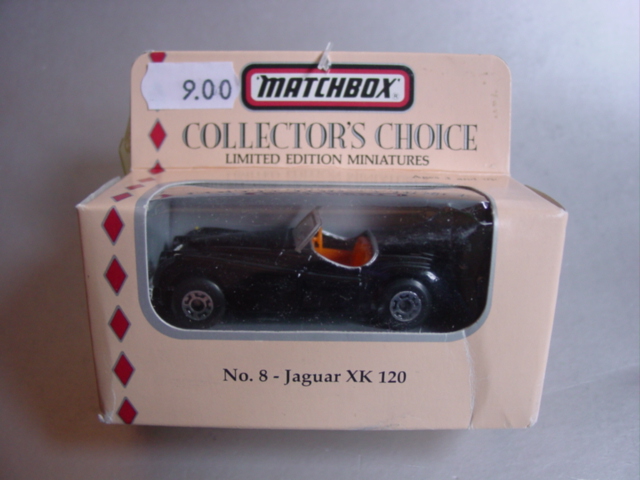 9.00
"MATCHBOX"
COLLECTOR'S CHOICE
LIMITED EDITION MINIATURES
No. 8 - Jaguar XK 120